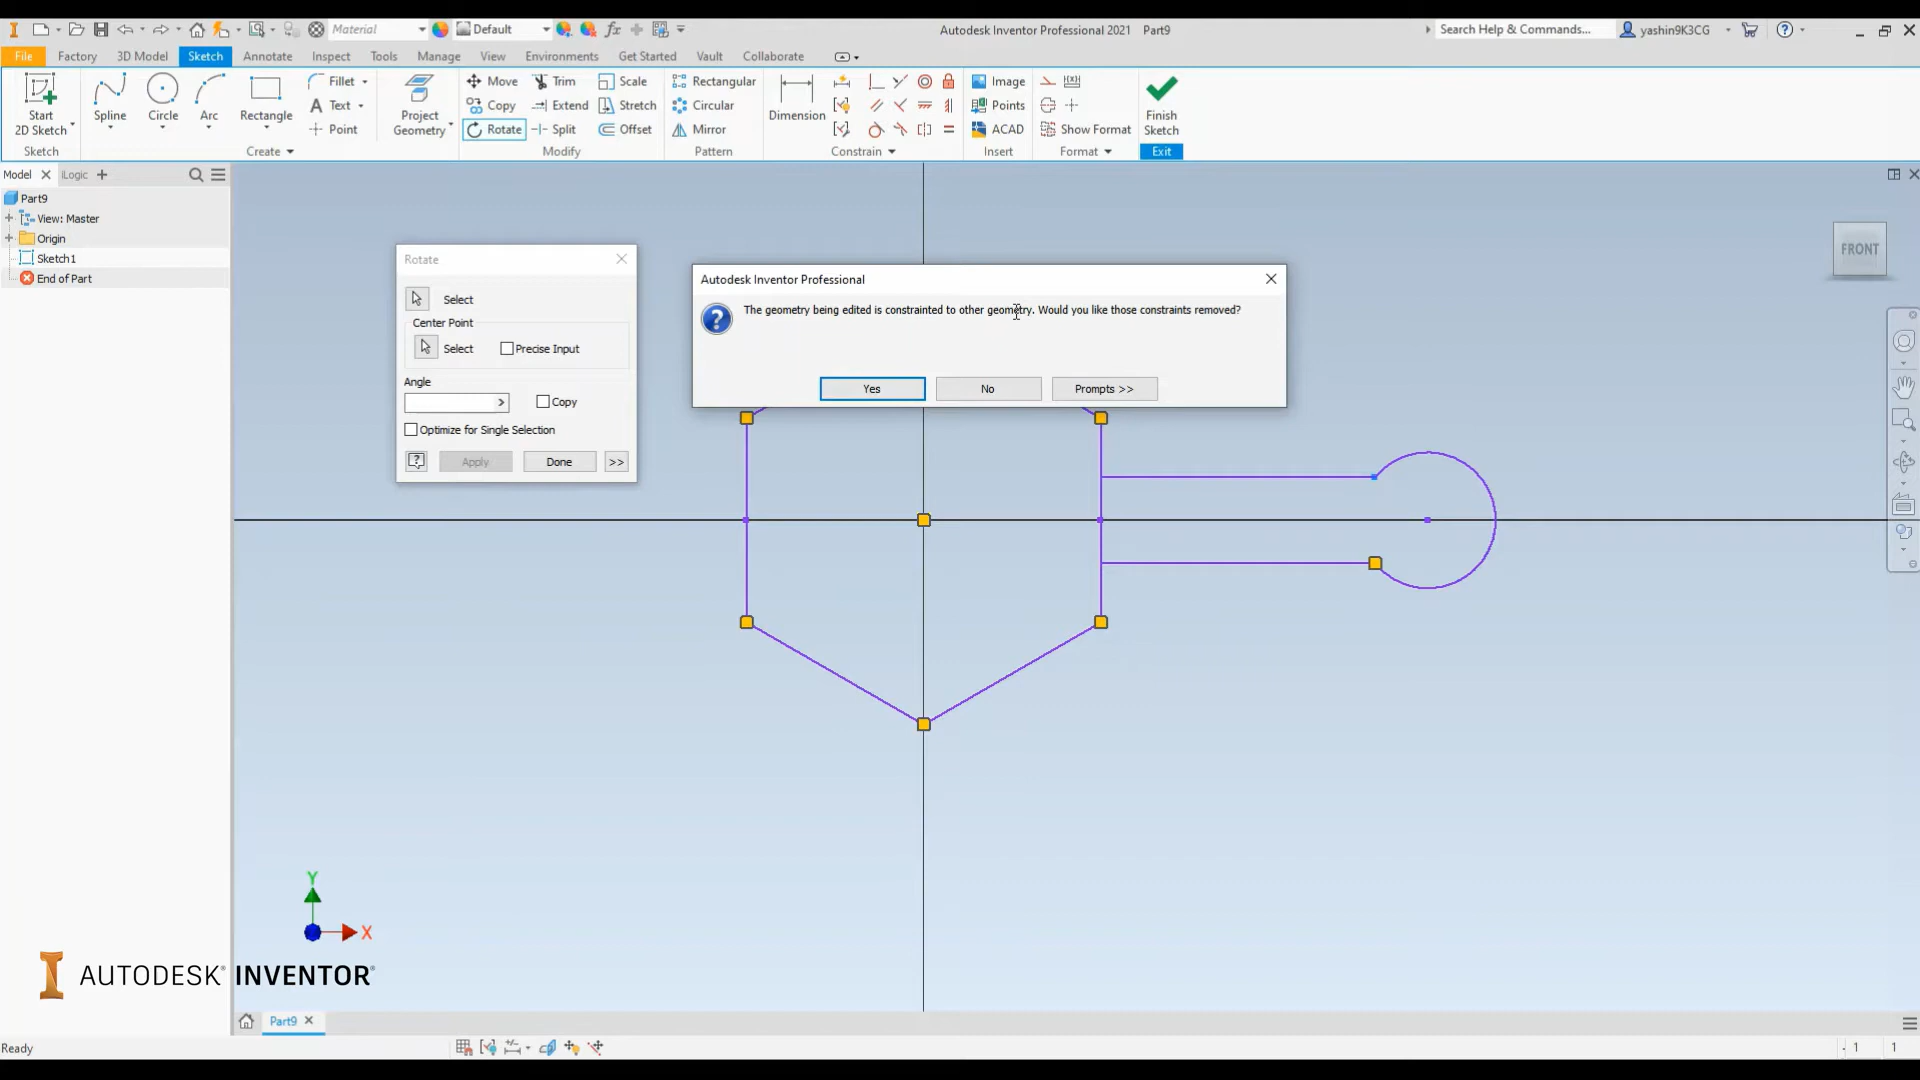 Material
Default
Autodesk Inventor Professional 2021 Part9
Search Help & Commands...
yashin9K3CG
File Factory 3D Model Sketch Annotate Inspect Tools Manage View Environments Get Started Vault Collaborate
Start
2D Sketch
Spline
Circle
Arc
Rectangle
Fillet
Text
Point
Project
Geometry
Move
Copy
Rotate
Trim
Extend
Split
Scale
Stretch
Offset
Rectangular
Circular
Mirror
Dimension
Image
Points
ACAD
Show Format
Finish
Sketch
Sketch Create Modify Pattern Constrain Insert Format Exit
Model
iLogic
Part9
View: Master
Origin
Sketch1
End of Part
Rotate
Select
Center Point
Select
Precise Input
Angle
Copy
Optimize for Single Selection
Apply
Done
>>
Autodesk Inventor Professional
The geometry being edited is constrainted to other geometry. Would you like those constraints removed?
Yes
No
Prompts >>
FRONT
Y
X
AUTODESK® INVENTOR®
Part9
Ready
1 1